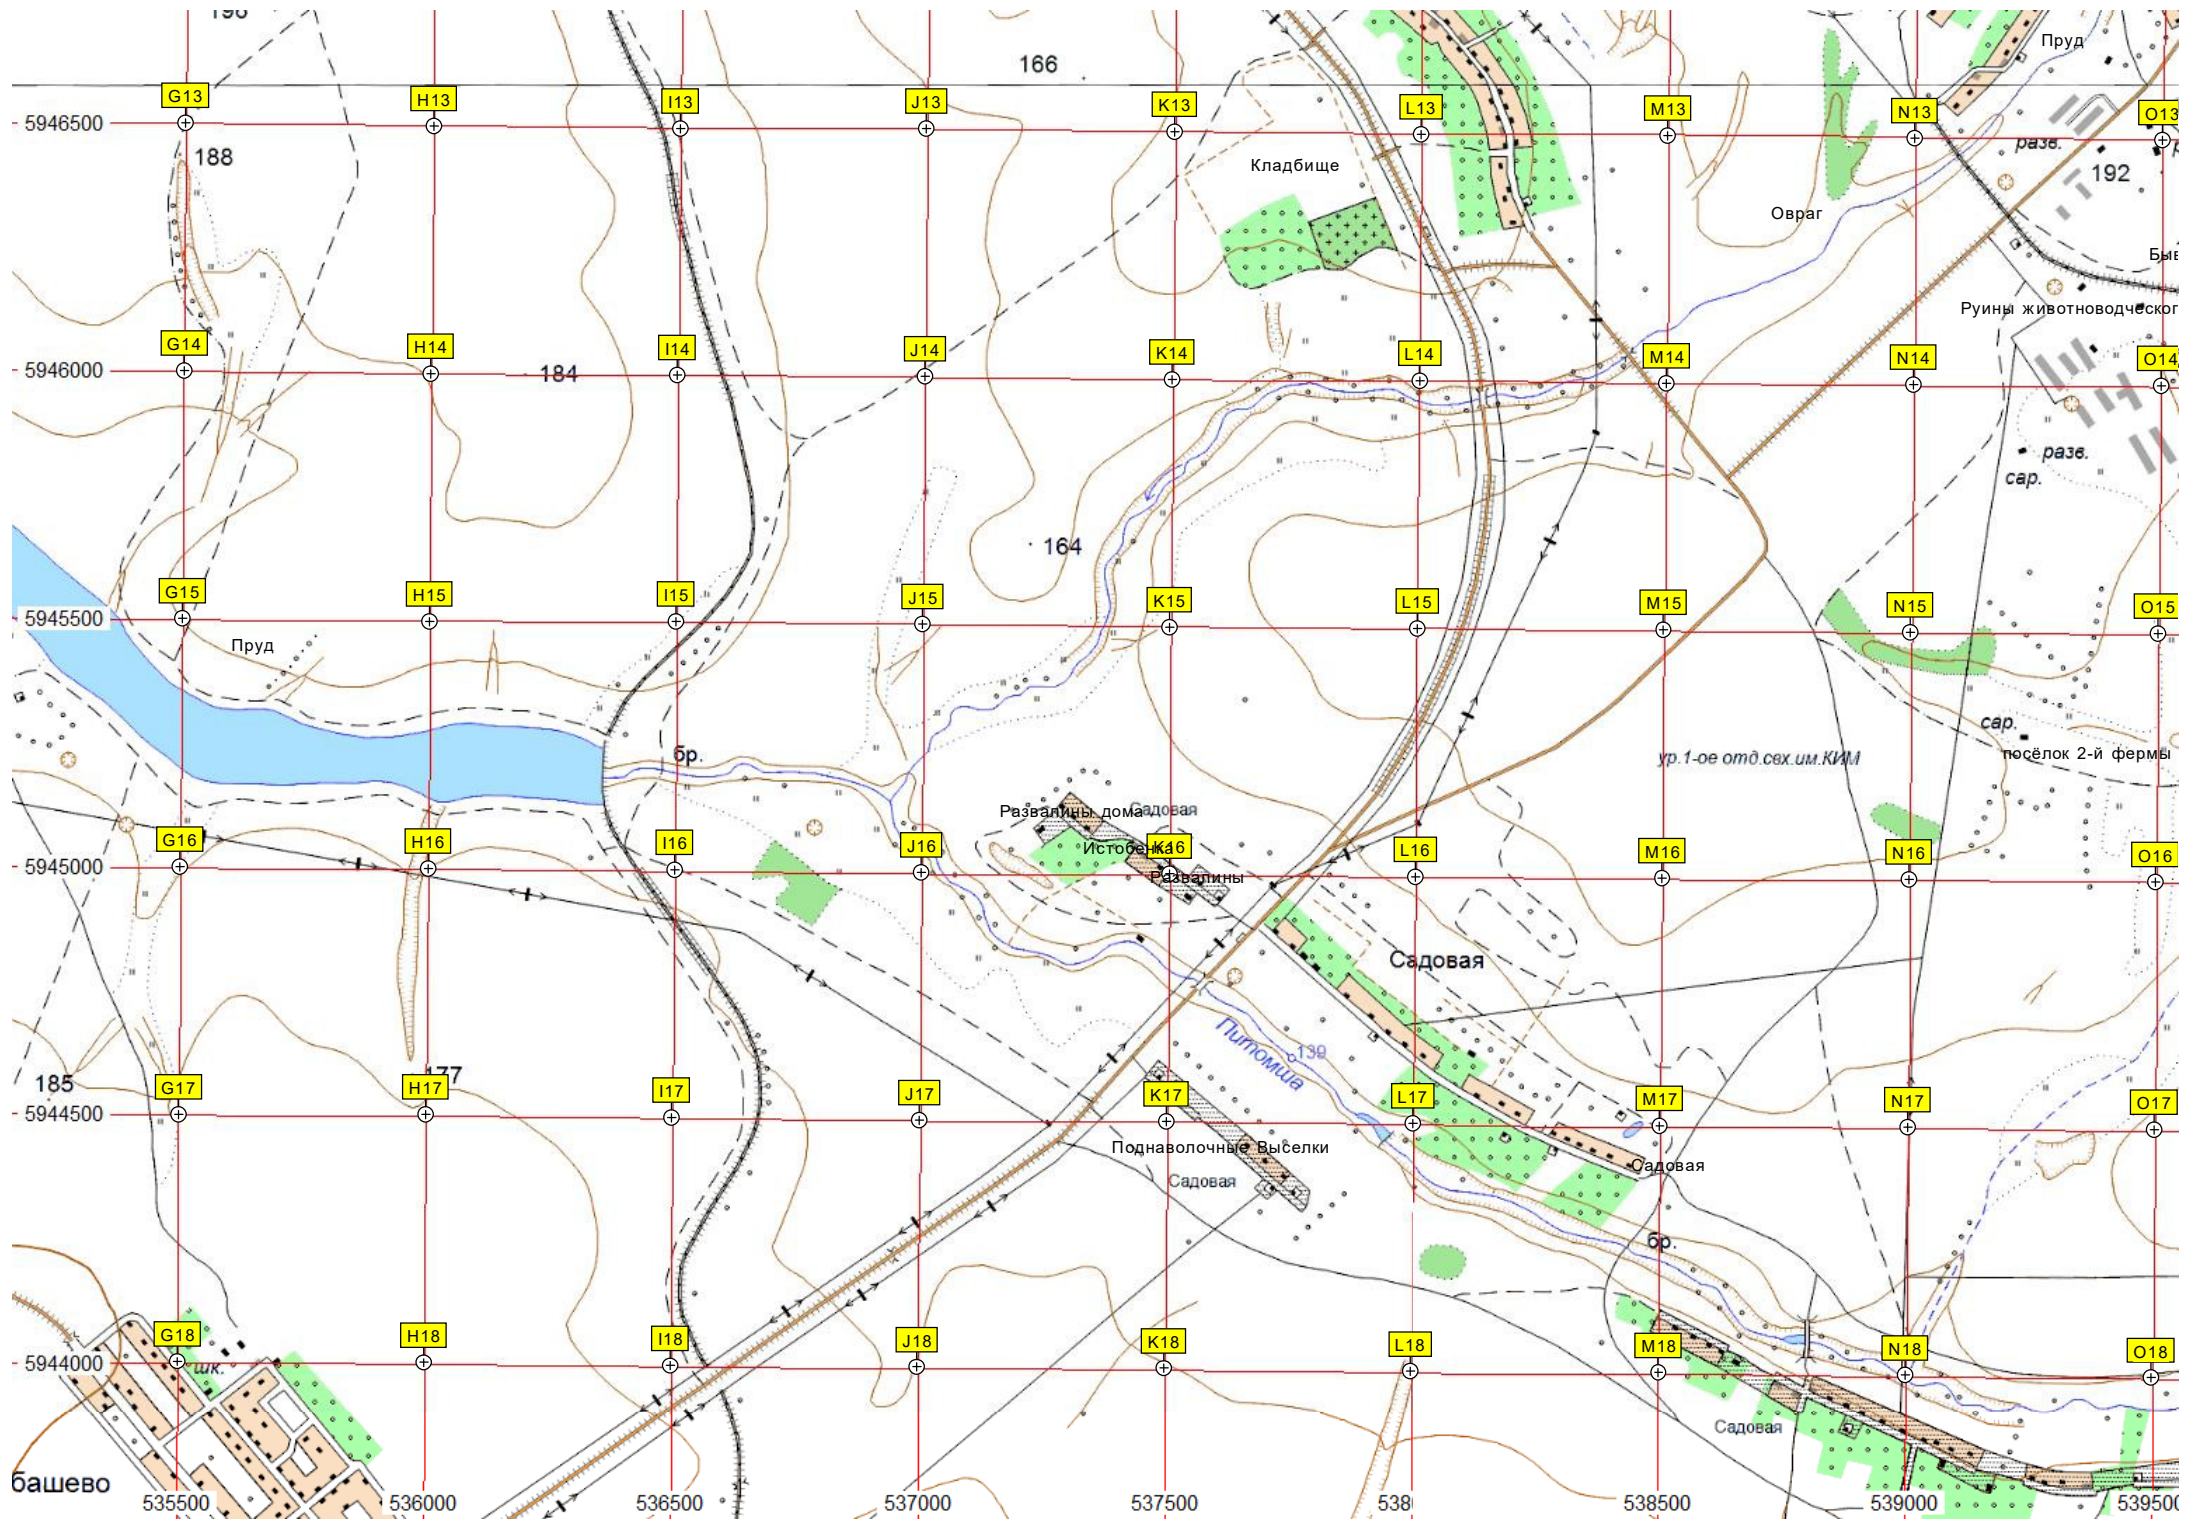 196
166
Пруд
G13
H13
I13
J13
K13
L13
M13
N13
O13
5946500
188
Кладбище
разв.
192
Овраг
Руины животноводческог
G14
H14
I14
J14
K14
L14
M14
N14
O14
5946000
184
разв.
сар.
164
G15
H15
I15
J15
K15
L15
M15
N15
O15
5945500
Пруд
сар.
бр.
ур.1-ое отд.свх.им.КИМ
посёлок 2-й фермы
Развалины дома
Садовая
G16
H16
I16
J16
Истобенка
K16
L16
M16
N16
O16
5945000
Развалины
Садовая
Питомша
139
185
177
G17
H17
I17
J17
K17
L17
M17
N17
O17
5944500
Поднаволочные Выселки
Садовая
Садовая
бр.
G18
H18
I18
J18
K18
L18
M18
N18
O18
5944000
шк.
Садовая
башево
535500
536000
536500
537000
537500
538
538500
539000
539500